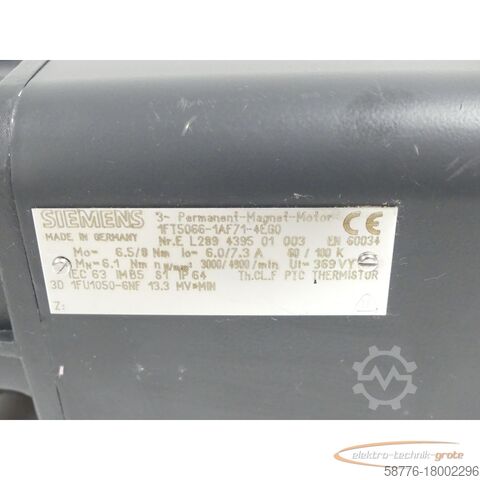 SIEMENS 3~ Permanent-Magnet-Motor CE
1FT5066-1AF71-4EG0
MADE IN GERMANY Nr.E L289 4395 01 003 EN 60034
Mo= 6.5/8 Nm Io= 6.0/7.3 A 60 / 100 K
MN=6.1 Nm n 3000/4800/min UI= 369 VY
IEC 63 IMB5 S1 IP 64 Th.CL.F PTC THERMISTOR
3D 1FU1050-6NF 13.3 MV*MIN
Z:
elektro-technik-grote
58776-18002296